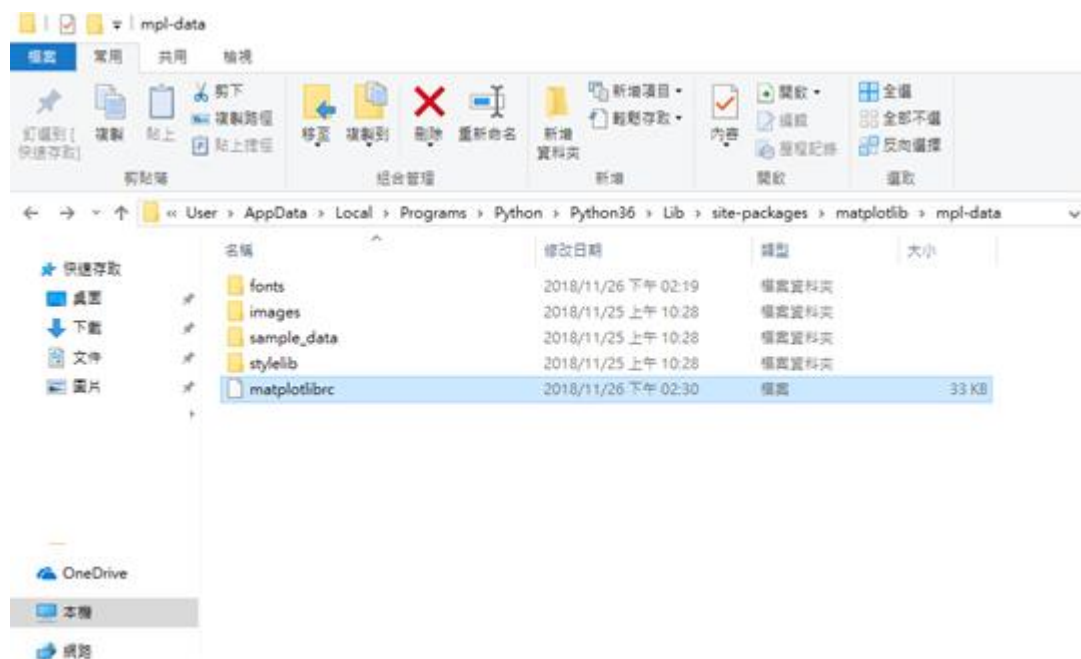 mpl-data
檔案 常用 共用 檢視
釘選到 [快速存取]
複製
貼上
剪下
複製路徑
貼上捷徑
移至
複製到
刪除
重新命名
新增資料夾
新增項目
輕鬆存取
內容
開啟
編輯
歷程記錄
全選
全部不選
反向選擇
剪貼簿 組合管理 新增 開啟 選取
« User › AppData › Local › Programs › Python › Python36 › Lib › site-packages › matplotlib › mpl-data
名稱 修改日期 類型 大小
快速存取
桌面
下載
文件
圖片
fonts 2018/11/26 下午 02:19 檔案資料夾
images 2018/11/25 上午 10:28 檔案資料夾
sample_data 2018/11/25 上午 10:28 檔案資料夾
stylelib 2018/11/25 上午 10:28 檔案資料夾
matplotlibrc 2018/11/26 下午 02:30 檔案 33 KB
OneDrive
本機
網路